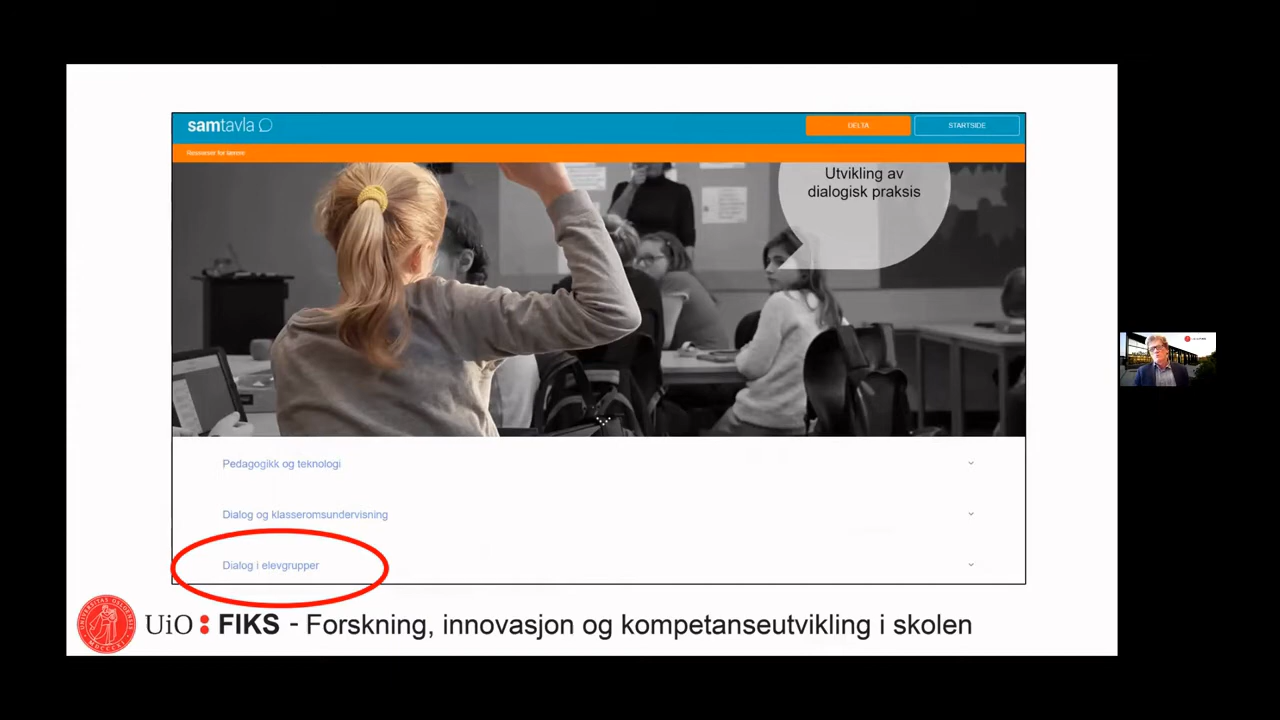 samtavla
DELTA
STARTSIDE
Ressurser for lærere
Utvikling av
dialogisk praksis
Pedagogikk og teknologi
Dialog og klasseromsundervisning
Dialog i elevgrupper
UiO: FIKS - Forskning, innovasjon og kompetanseutvikling i skolen